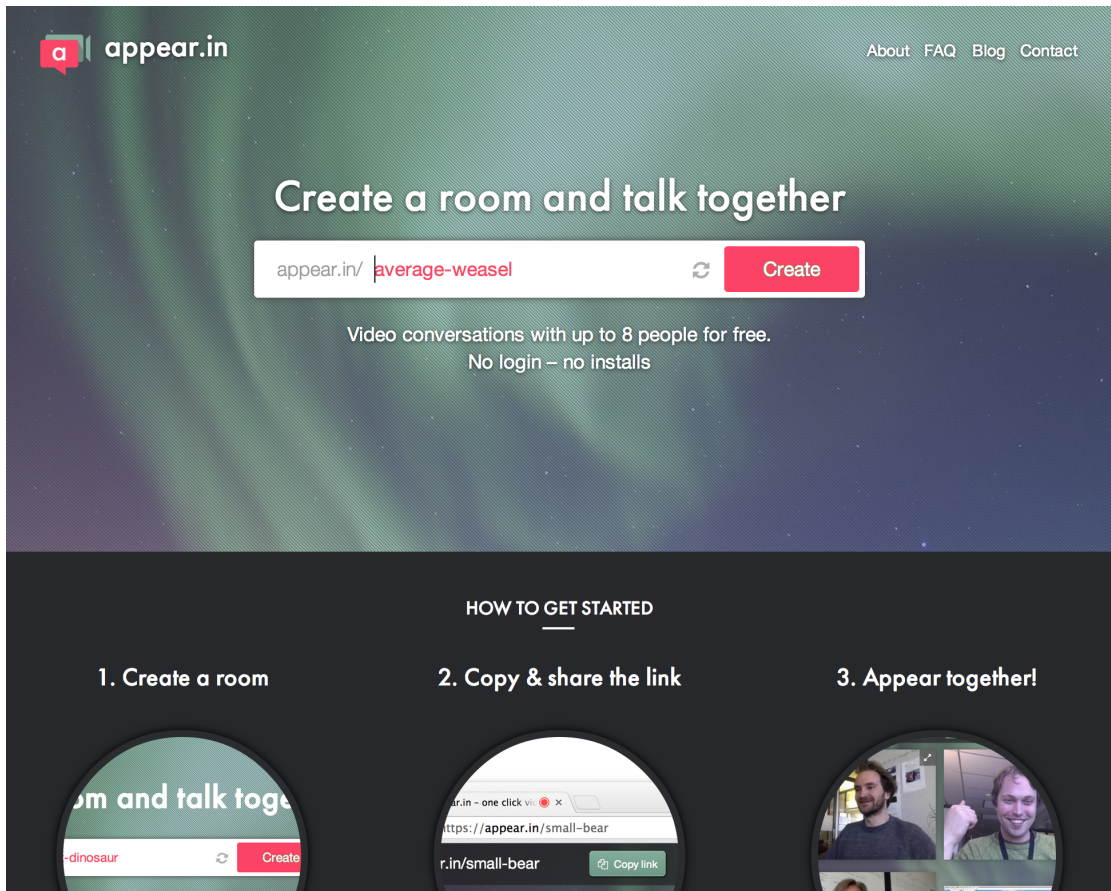 a appear.in
About FAQ Blog Contact
Create a room and talk together
appear.in/ average-weasel Create
Video conversations with up to 8 people for free.
No login – no installs
HOW TO GET STARTED
1. Create a room
2. Copy & share the link
3. Appear together!
om and talk toge
-dinosaur Create
ar.in - one click vi
https://appear.in/small-bear
r.in/small-bear Copy link